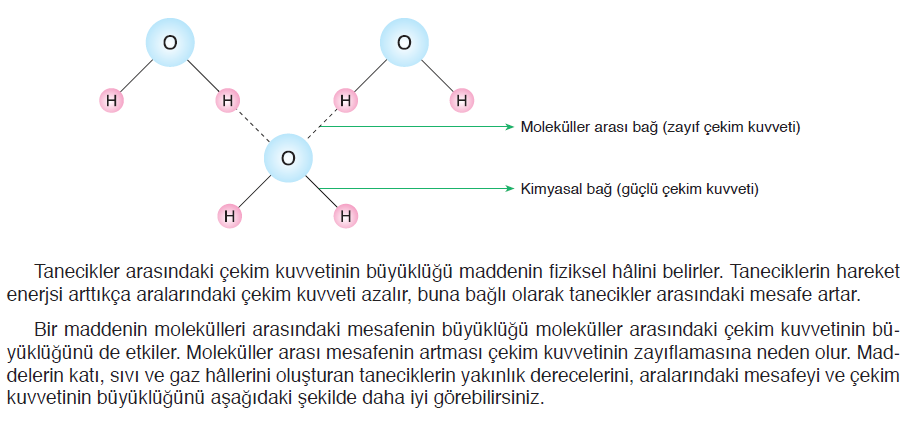 O
O
H
H
H
H
Moleküller arası bağ (zayıf çekim kuvveti)
O
Kimyasal bağ (güçlü çekim kuvveti)
H
H
Tanecikler arasındaki çekim kuvvetinin büyüklüğü maddenin fiziksel hâlini belirler. Taneciklerin hareket
enerjsi arttıkça aralarındaki çekim kuvveti azalır, buna bağlı olarak tanecikler arasındaki mesafe artar.
Bir maddenin molekülleri arasındaki mesafenin büyüklüğü moleküller arasındaki çekim kuvvetinin bü-
yüklüğünü de etkiler. Moleküller arası mesafenin artması çekim kuvvetinin zayıflamasına neden olur. Mad-
delerin katı, sıvı ve gaz hâllerini oluşturan taneciklerin yakınlık derecelerini, aralarındaki mesafeyi ve çekim
kuvvetinin büyüklüğünü aşağıdaki şekilde daha iyi görebilirsiniz.